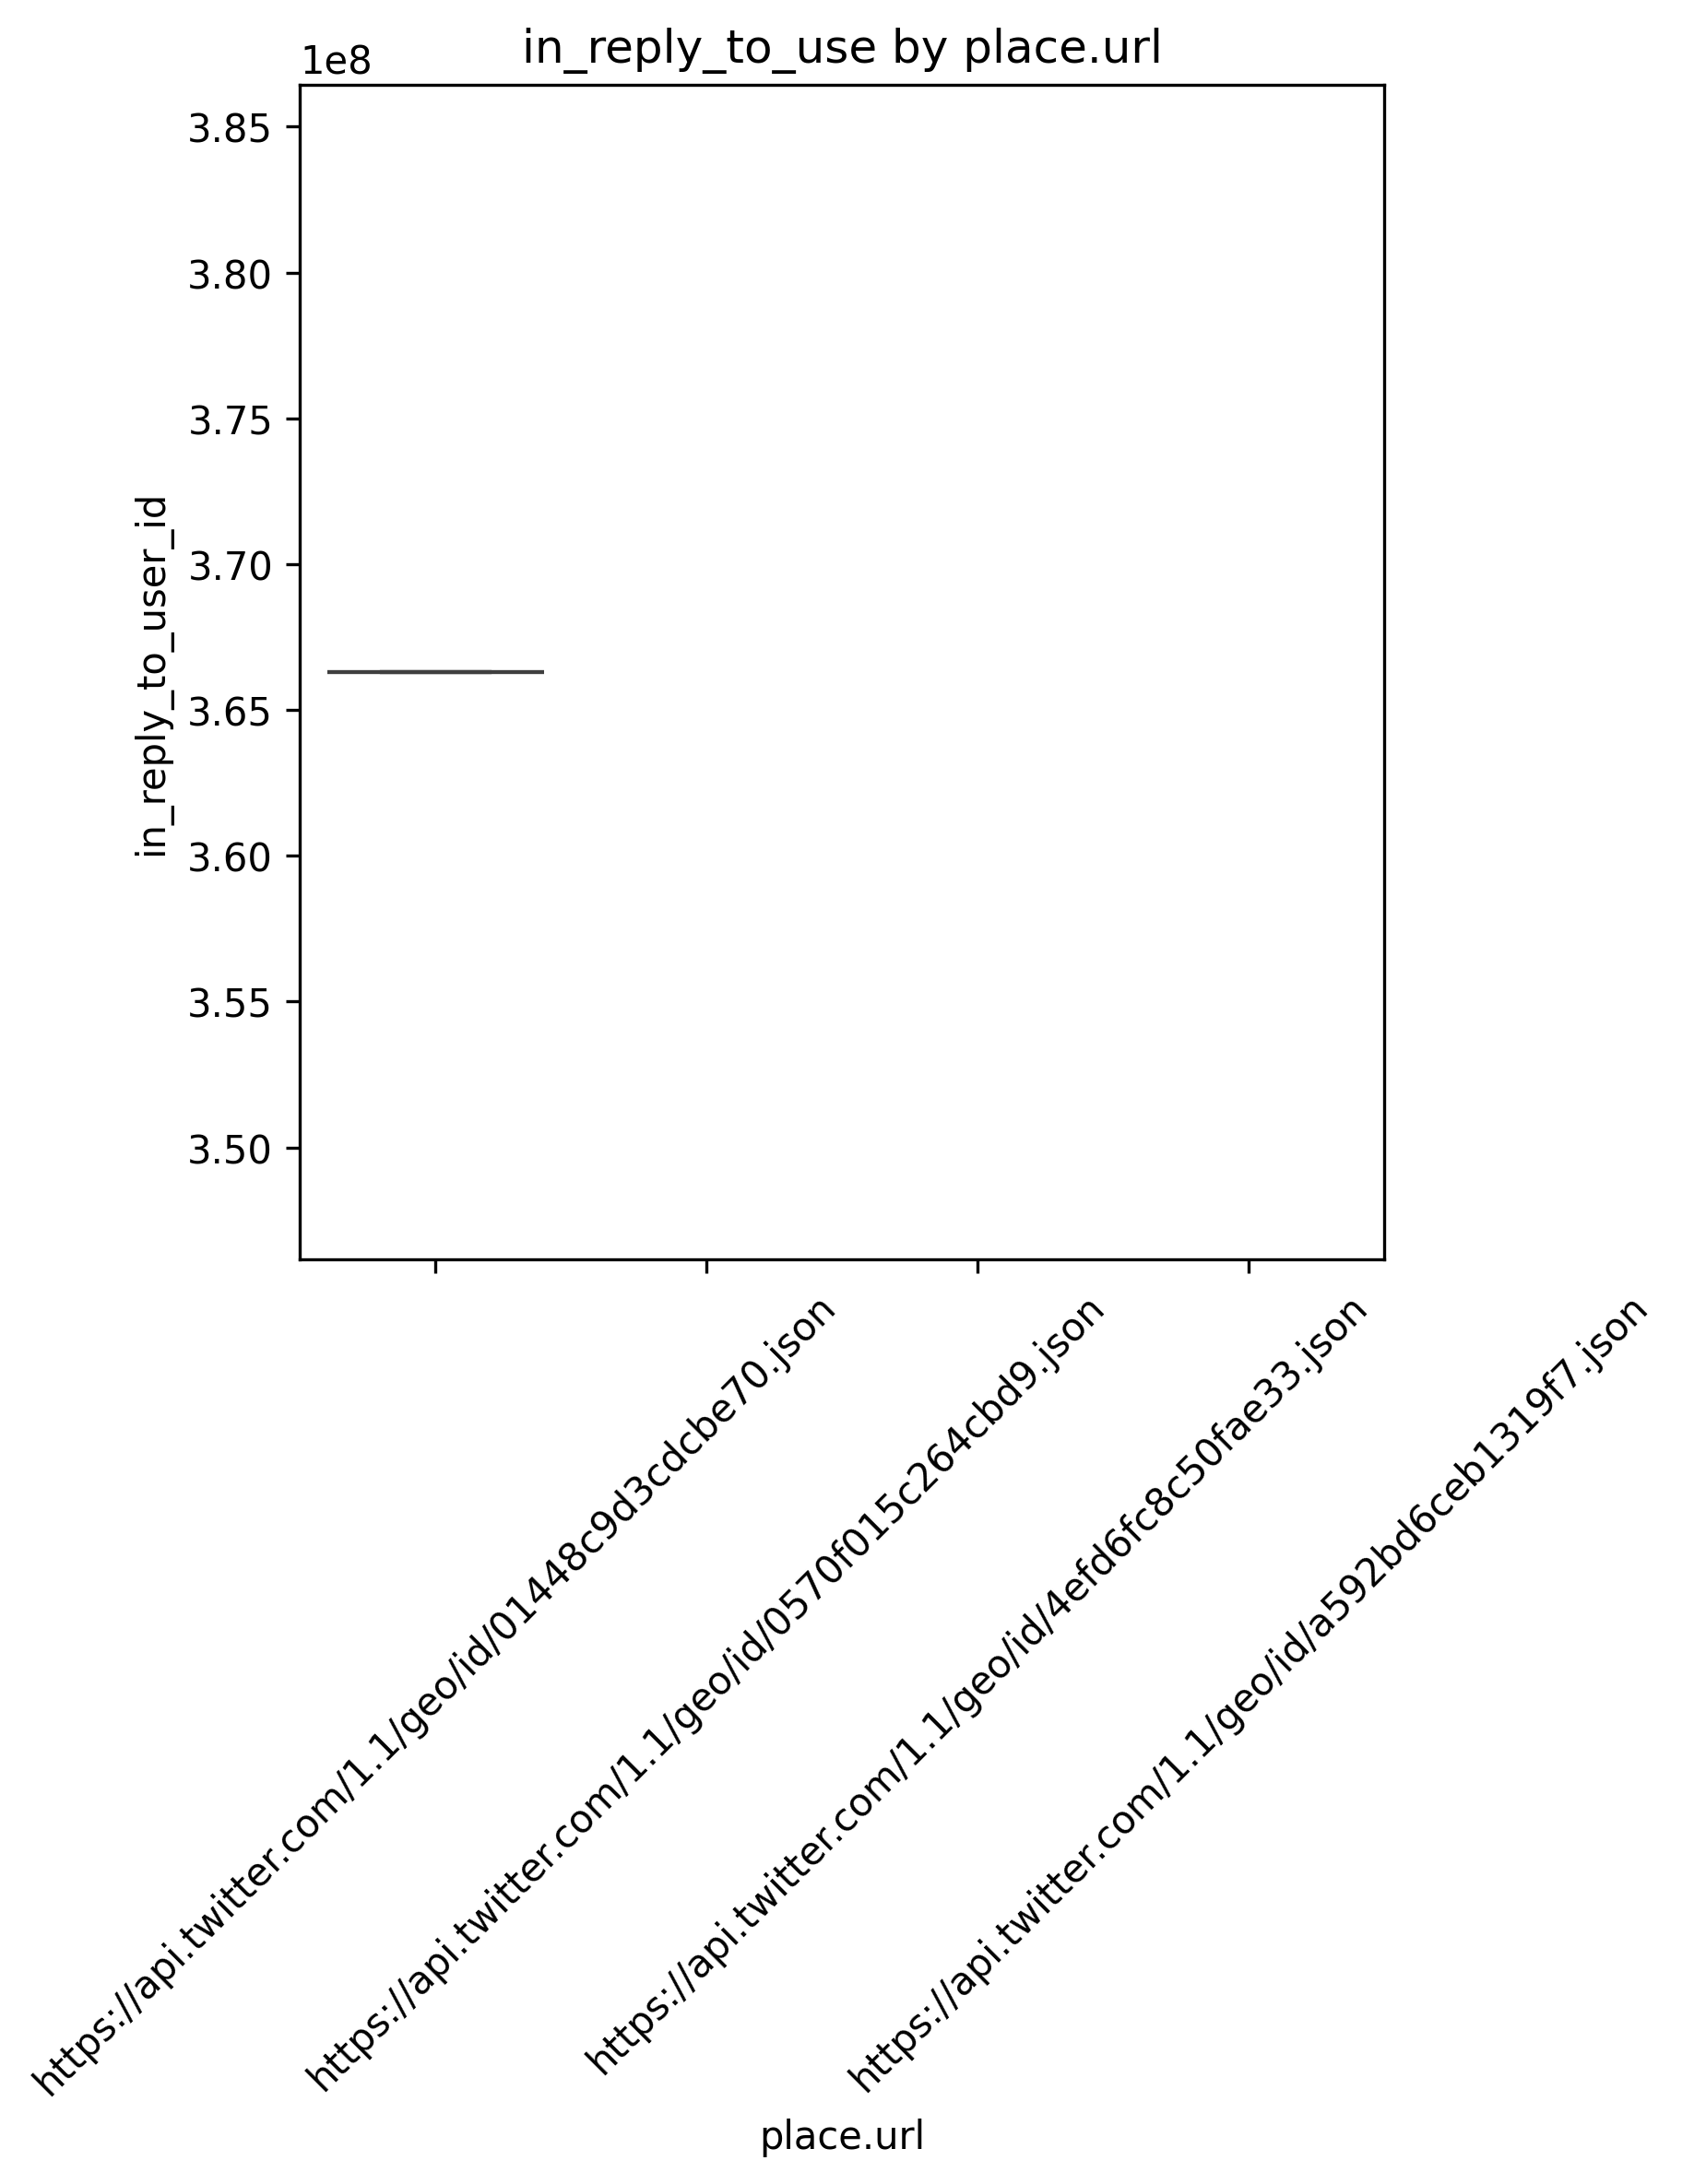 in_reply_to_use by place.url
1e8
3.85
3.80
3.75
3.70
3.65
3.60
3.55
3.50
in_reply_to_user_id
https://api.twitter.com/1.1/geo/id/01448c9d3cdcbe70.json
https://api.twitter.com/1.1/geo/id/0570f015c264cbd9.json
https://api.twitter.com/1.1/geo/id/4efd6fc8c50fae33.json
https://api.twitter.com/1.1/geo/id/a592bd6ceb1319f7.json
place.url